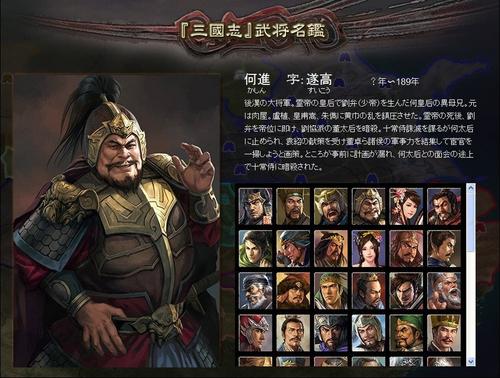 『三國志』武将名鑑
何進　字:遂高　？年〜189年
かしん　すいこう
後漢の大将軍。霊帝の皇后で劉弁（少帝）を生んだ何皇后の異母兄。元
は肉屋。盧植、皇甫嵩、朱儁に黄巾の乱を鎮圧させた。霊帝の死後、劉
弁を帝位に即け、劉協派の董太后を暗殺。十常侍誅滅を謀るが何太后
に止められ、袁紹の献策を受け董卓ら諸侯の軍事力を結集して宦官を
一掃しようと画策。ところが事前に計画が漏れ、何太后との面会の途上
で十常侍に暗殺された。